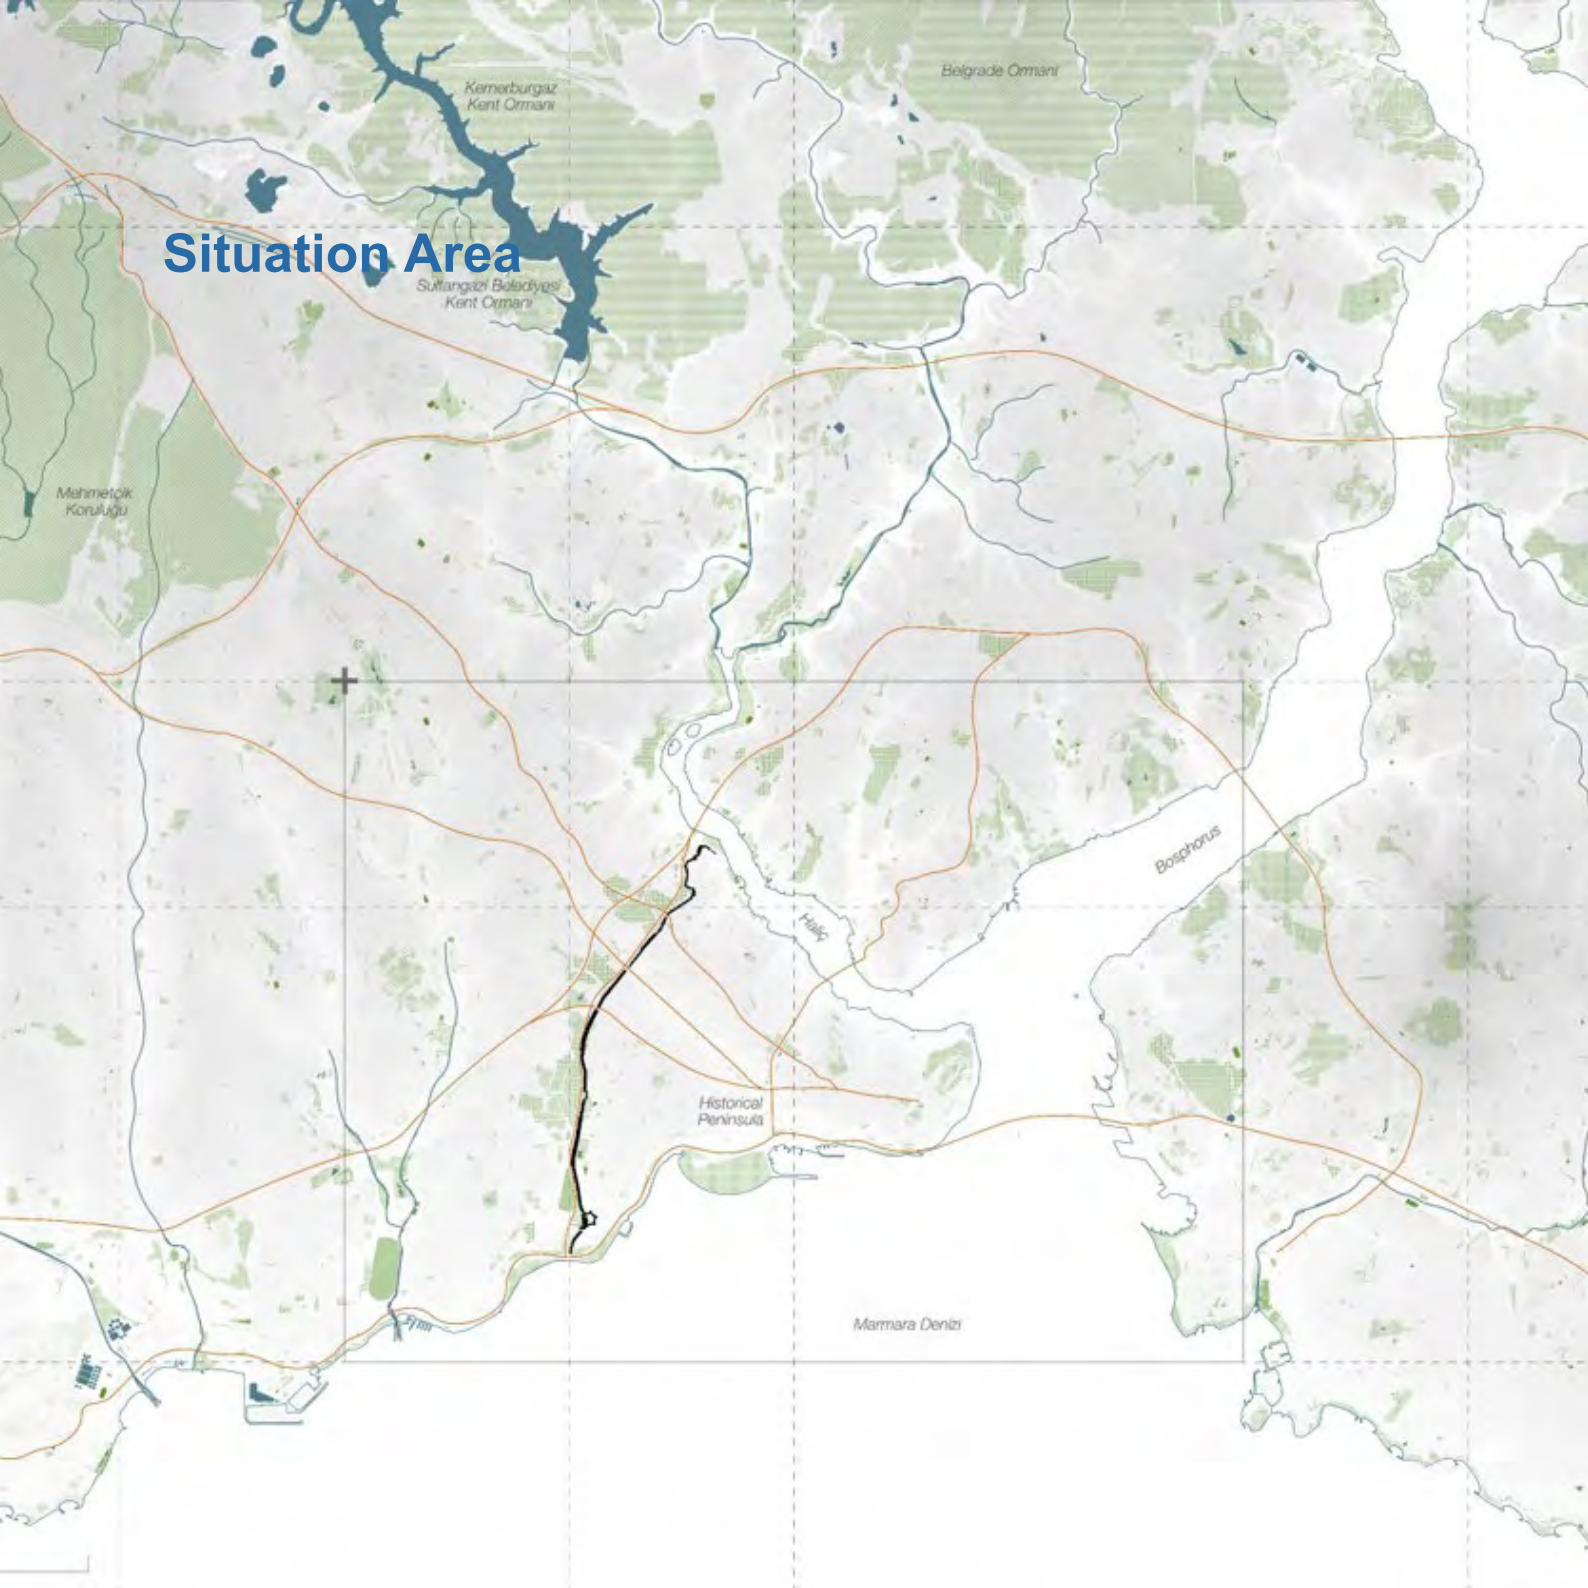 Belgrade Ormanı
Kemerburgaz
Kent Ormanı
Situation Area
Sultangazi Belediyesi
Kent Ormanı
Mehmetçik
Koruluğu
Bosphorus
Haliç
Historical
Peninsula
Marmara Denizi